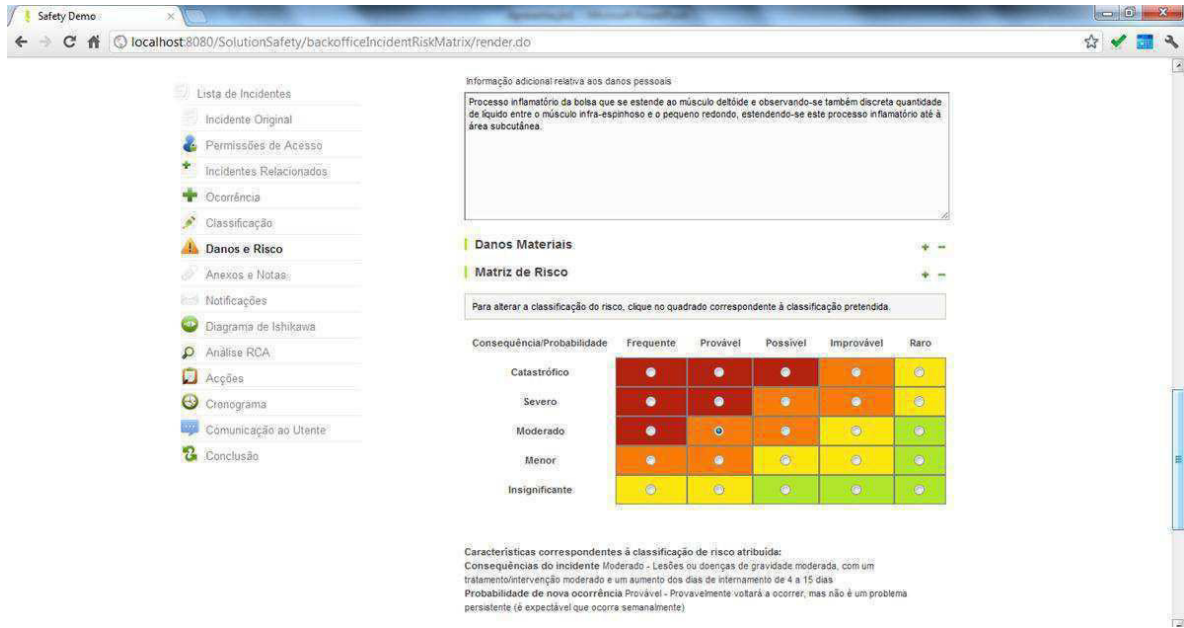 Safety Demo
localhost:8080/SolutionSafety/backofficeIncidentRiskMatrix/render.do
Lista de Incidentes
Incidente Original
Permissões de Acesso
Incidentes Relacionados
Ocorrência
Classificação
Danos e Risco
Anexos e Notas
Notificações
Diagrama de Ishikawa
Análise RCA
Acções
Cronograma
Comunicação ao Utente
Conclusão
Informação adicional relativa aos danos pessoais
Processo inflamatório da bolsa que se estende ao músculo deltóide e observando-se também discreta quantidade
de líquido entre o músculo infra-espinhoso e o pequeno redondo, estendendo-se este processo inflamatório até à
área subcutânea.
Danos Materiais
Matriz de Risco
Para alterar a classificação do risco, clique no quadrado correspondente à classificação pretendida.
Consequência/Probabilidade Frequente Provável Possível Improvável Raro
Catastrófico
Severo
Moderado
Menor
Insignificante
Características correspondentes à classificação de risco atribuída:
Consequências do incidente Moderado - Lesões ou doenças de gravidade moderada, com um
tratamento/intervenção moderado e um aumento dos dias de internamento de 4 a 15 dias
Probabilidade de nova ocorrência Provável - Provavelmente voltará a ocorrer, mas não é um problema
persistente (é expectável que ocorra semanalmente)